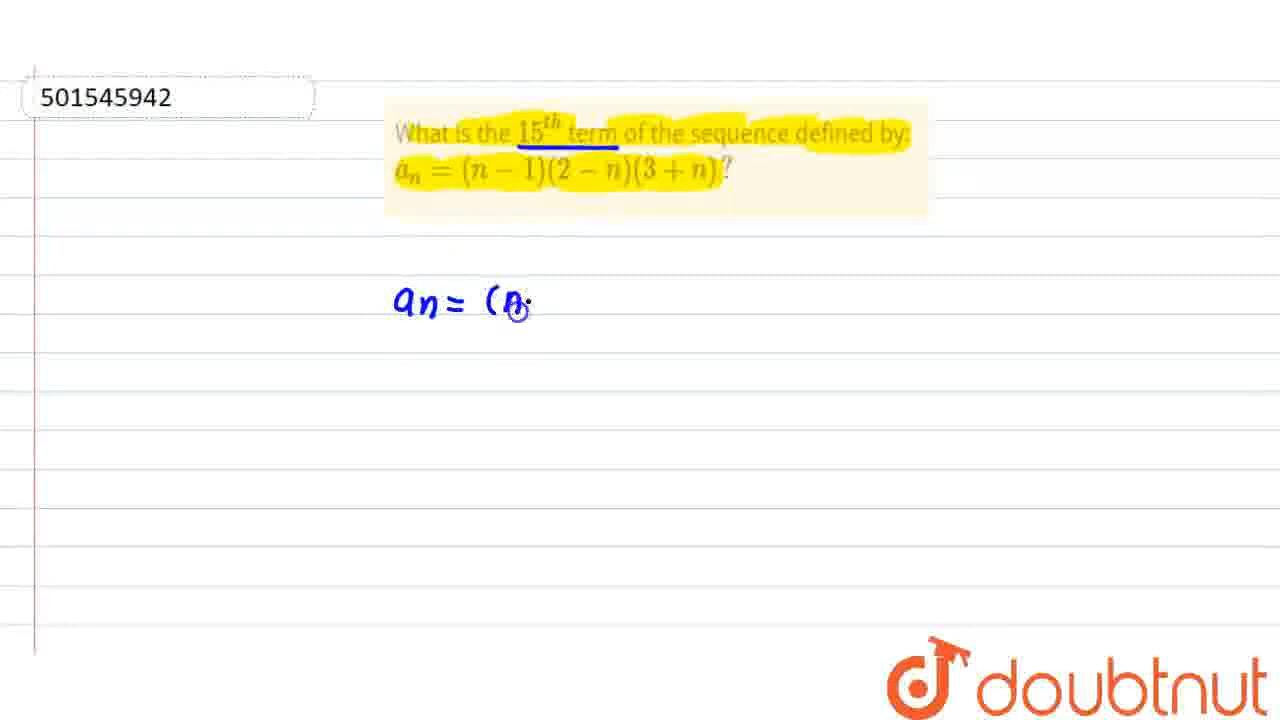 501545942
What is the 15^{th} term of the sequence defined by:
a_n = (n − 1)(2 − n)(3 + n)?
an = (n
doubtnut